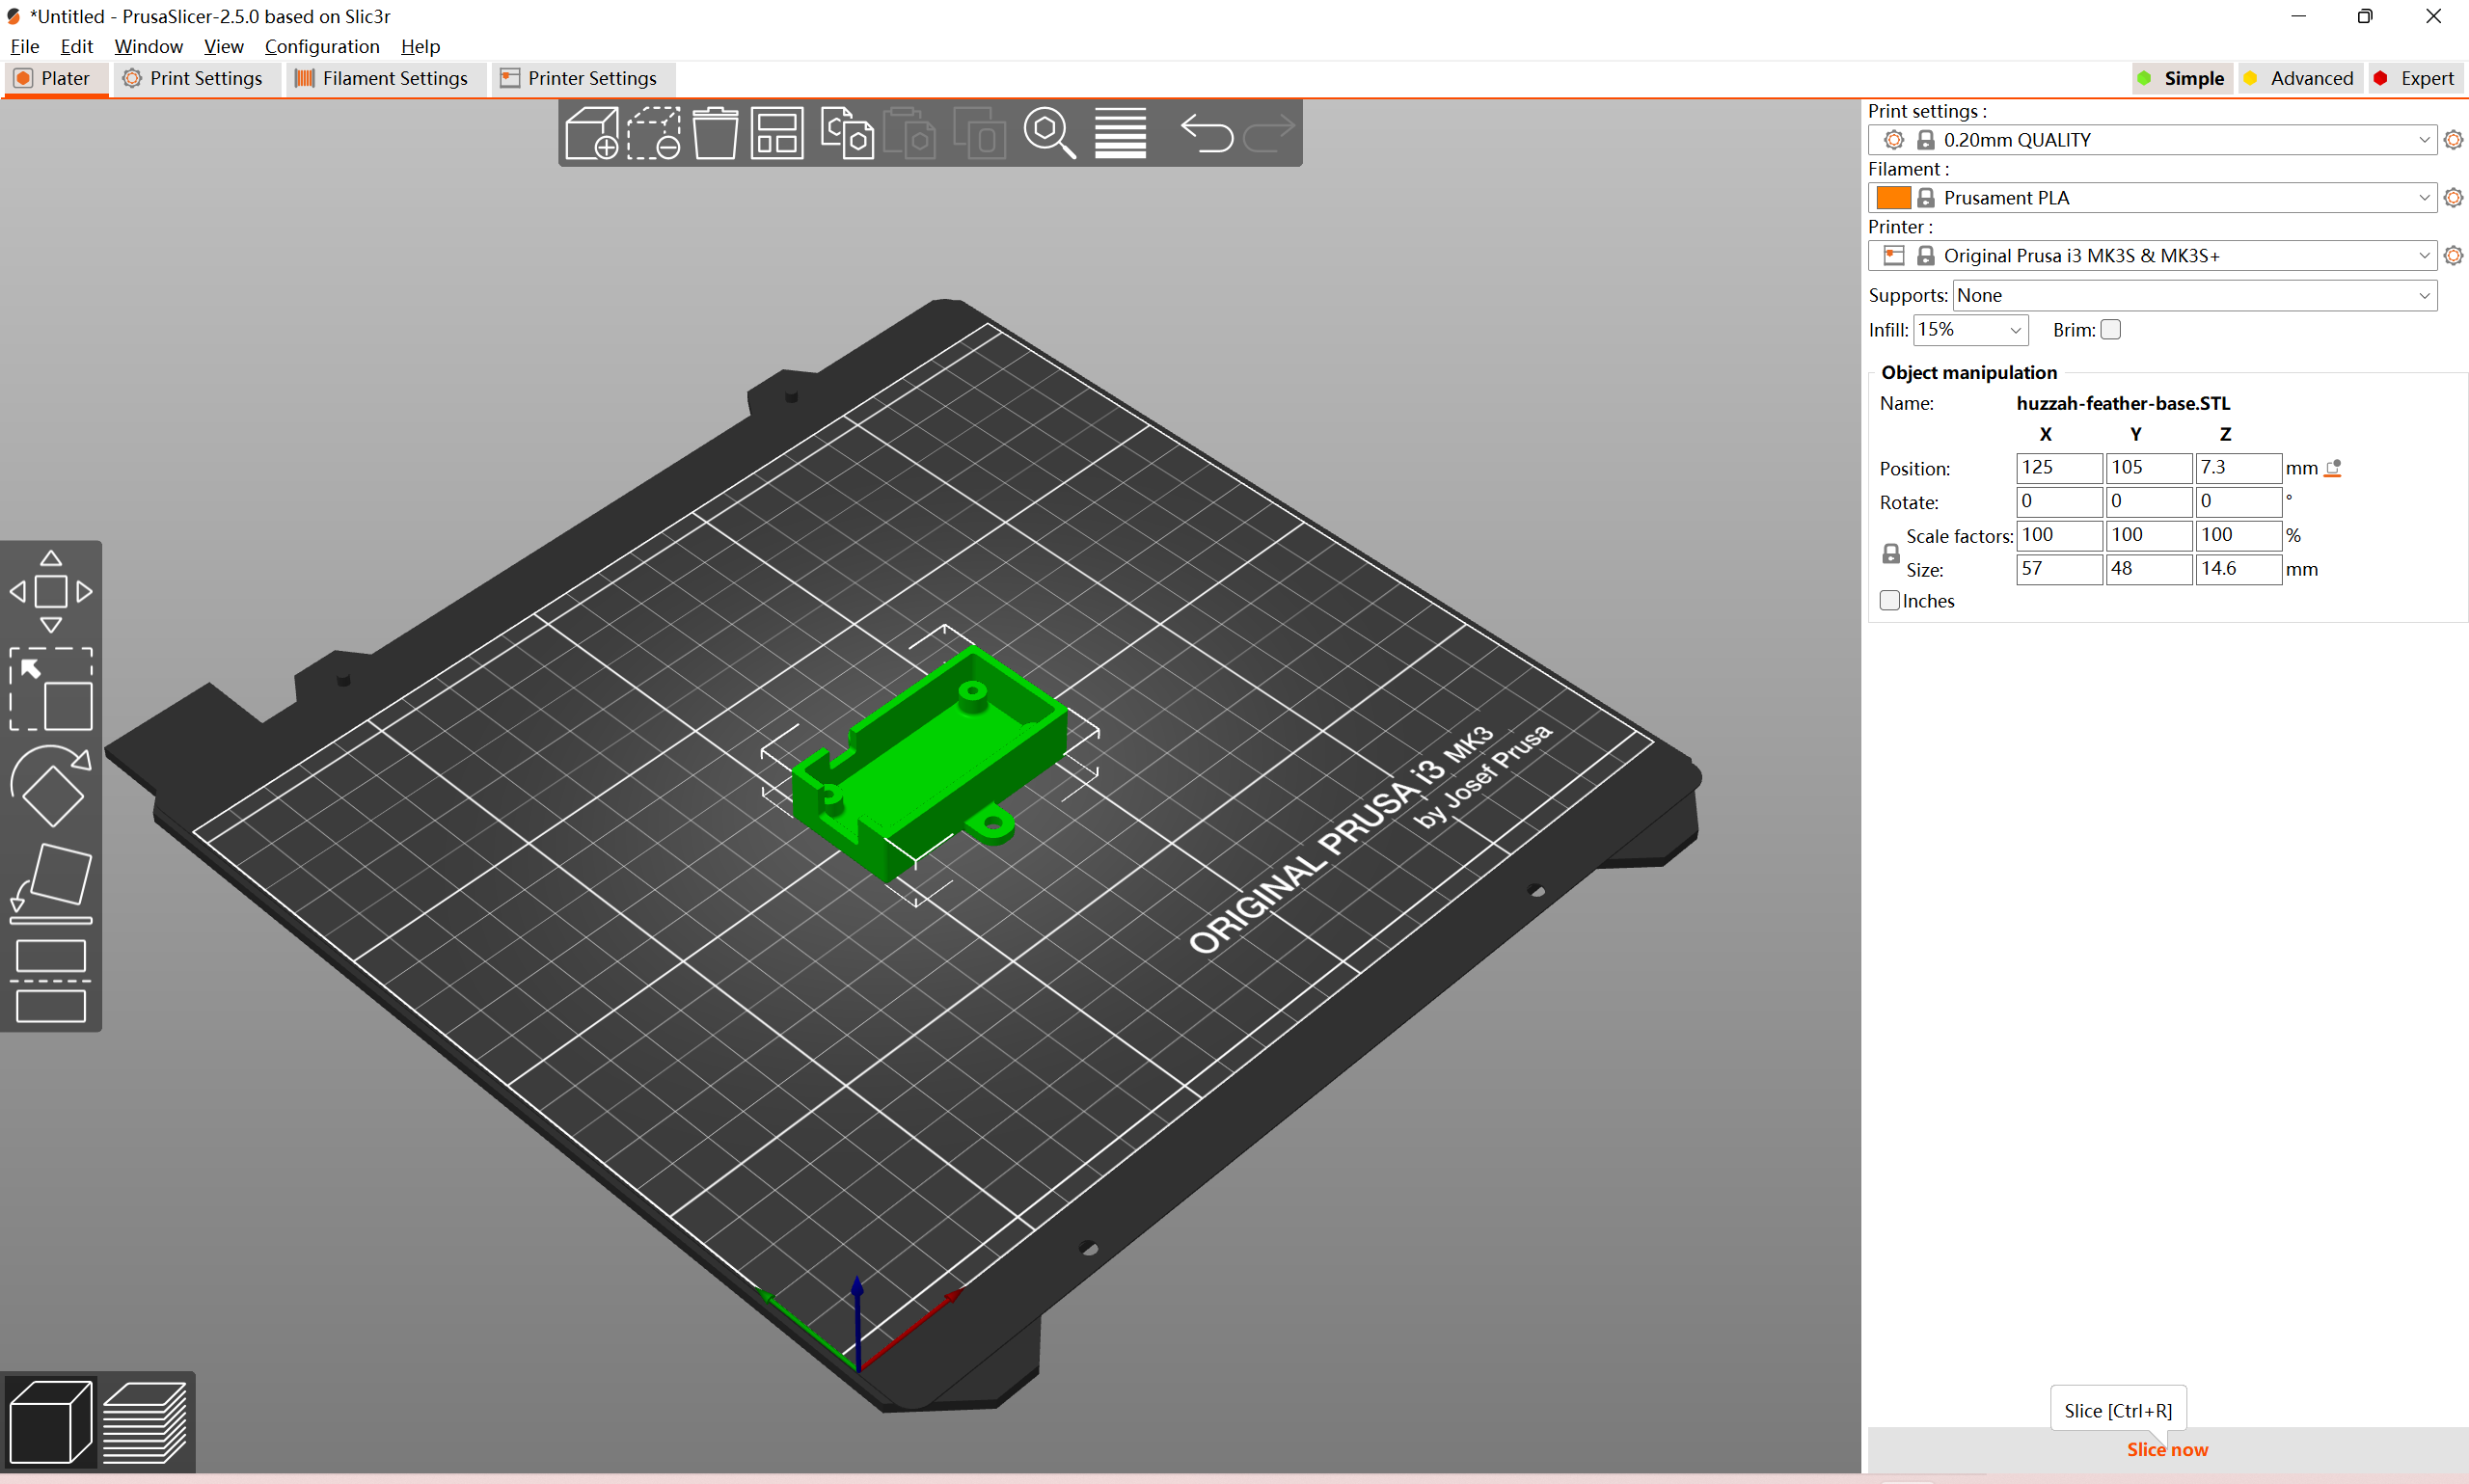 *Untitled - PrusaSlicer-2.5.0 based on Slic3r
File Edit Window View Configuration Help
Plater Print Settings Filament Settings Printer Settings Simple Advanced Expert
Print settings :
0.20mm QUALITY
Filament :
Prusament PLA
Printer :
Original Prusa i3 MK3S & MK3S+
Supports: None
Infill: 15% Brim:
Object manipulation
Name: huzzah-feather-base.STL
X Y Z
Position: 125 105 7.3 mm
Rotate: 0 0 0 °
Scale factors: 100 100 100 %
Size: 57 48 14.6 mm
Inches
ORIGINAL PRUSA i3 MK3
by Josef Prusa
Slice [Ctrl+R]
Slice now